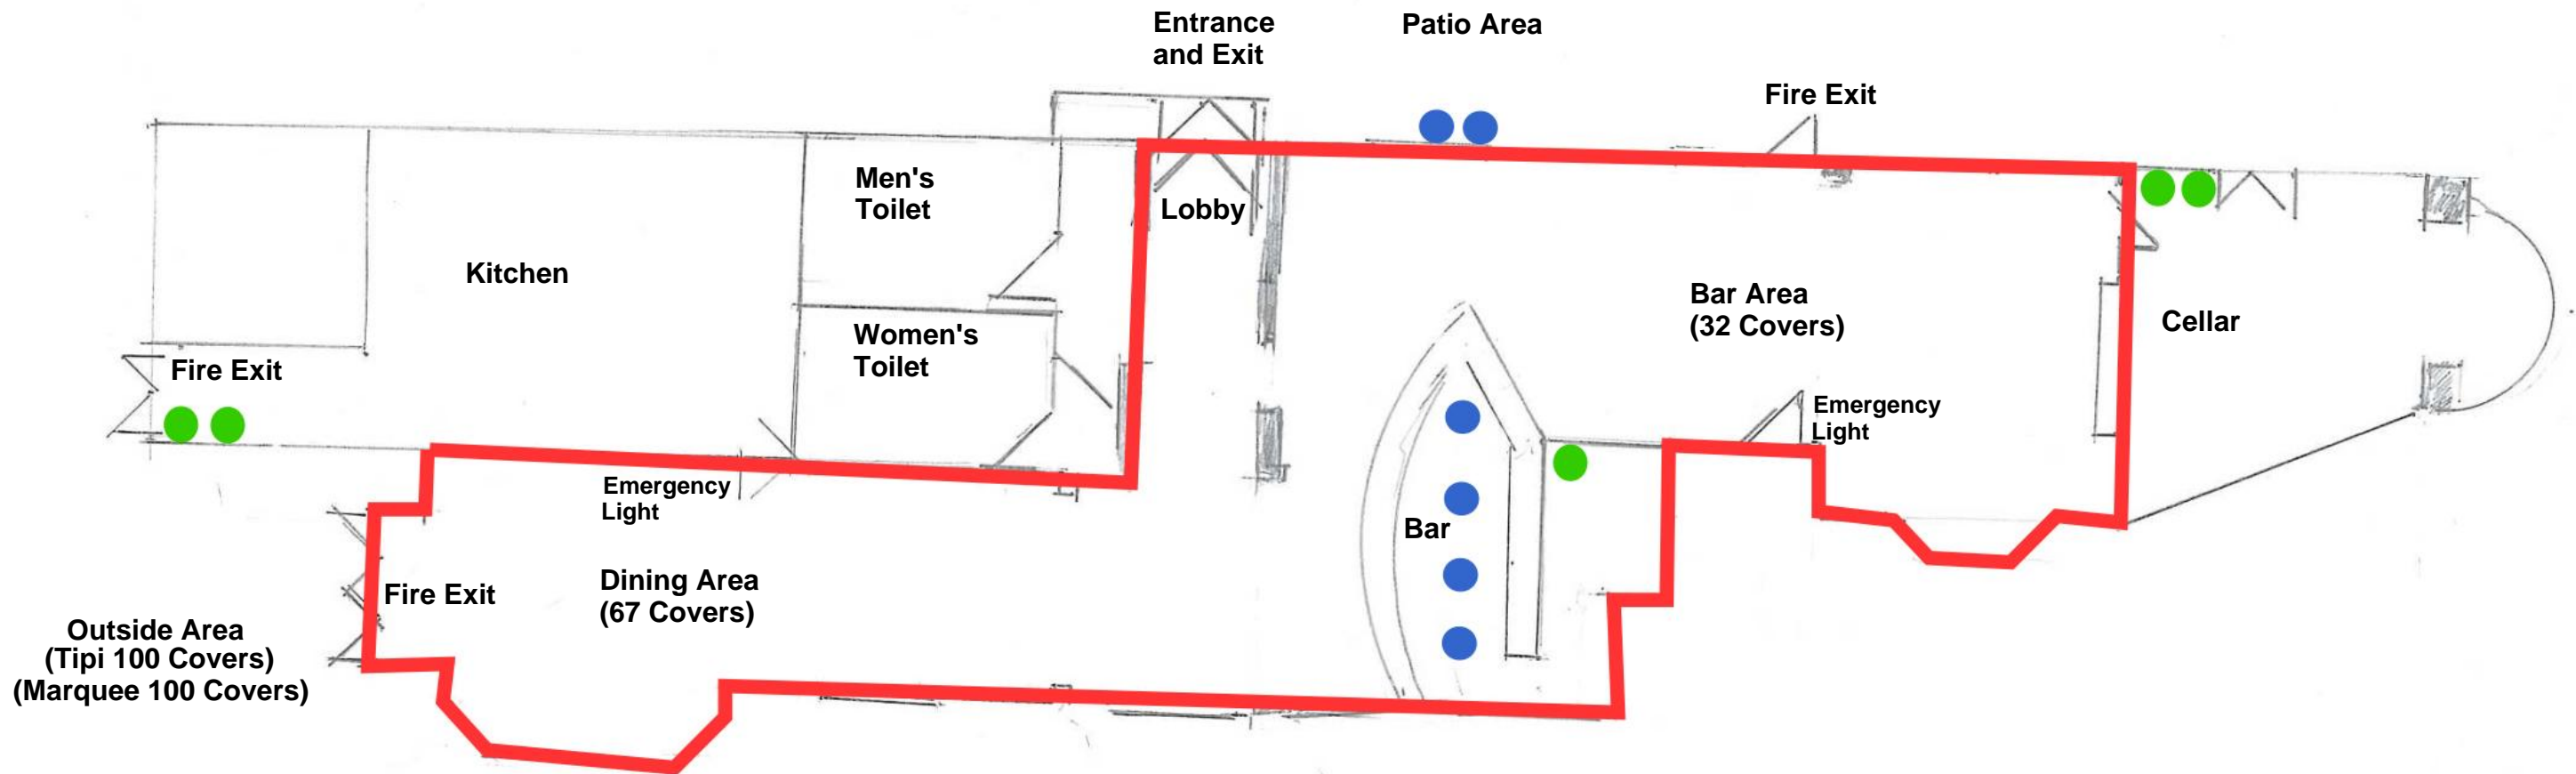 Entrance
and Exit
Patio Area
Fire Exit
Men's
Toilet
Lobby
Kitchen
Bar Area
(32 Covers)
Cellar
Women's
Toilet
Fire Exit
Emergency
Light
Emergency
Light
Bar
Dining Area
(67 Covers)
Fire Exit
Outside Area
(Tipi 100 Covers)
(Marquee 100 Covers)